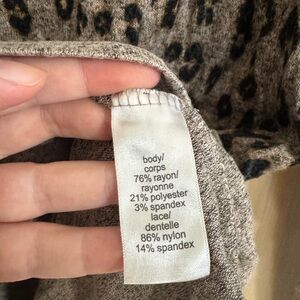 body/
corps
76% rayon/
rayonne
21% polyester
3% spandex
lace/
dentelle
86% nylon
14% spandex